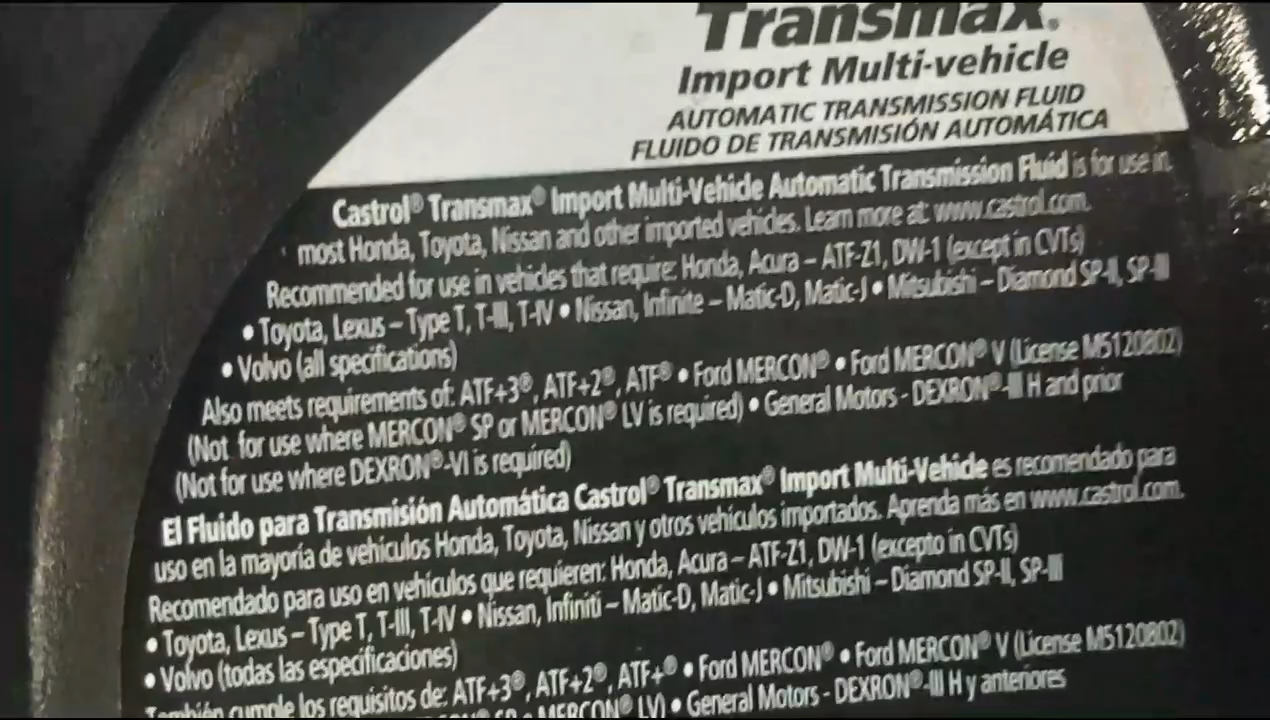 Transmax®
Import Multi-vehicle
AUTOMATIC TRANSMISSION FLUID
FLUIDO DE TRANSMISIÓN AUTOMÁTICA
Castrol® Transmax® Import Multi-Vehicle Automatic Transmission Fluid is for use in
most Honda, Toyota, Nissan and other imported vehicles. Learn more at: www.castrol.com.
Recommended for use in vehicles that require: Honda, Acura – ATF-Z1, DW-1 (except in CVTs)
• Toyota, Lexus – Type T, T-III, T-IV • Nissan, Infinite – Matic-D, Matic-J • Mitsubishi – Diamond SP-II, SP-III
• Volvo (all specifications)
Also meets requirements of: ATF+3®, ATF+2®, ATF® • Ford MERCON® • Ford MERCON® V (License M5120802)
(Not for use where MERCON® SP or MERCON® LV is required) • General Motors - DEXRON®-III H and prior
(Not for use where DEXRON®-VI is required)
El Fluido para Transmisión Automática Castrol® Transmax® Import Multi-Vehicle es recomendado para
uso en la mayoría de vehículos Honda, Toyota, Nissan y otros vehículos importados. Aprenda más en www.castrol.com.
Recomendado para uso en vehículos que requieren: Honda, Acura – ATF-Z1, DW-1 (excepto in CVTs)
• Toyota, Lexus – Type T, T-III, T-IV • Nissan, Infiniti – Matic-D, Matic-J • Mitsubishi – Diamond SP-II, SP-III
• Volvo (todas las especificaciones)
También cumple los requisitos de: ATF+3®, ATF+2®, ATF+® • Ford MERCON® • Ford MERCON® V (License M5120802)
MERCON® LV) • General Motors - DEXRON®-III H y anteriores